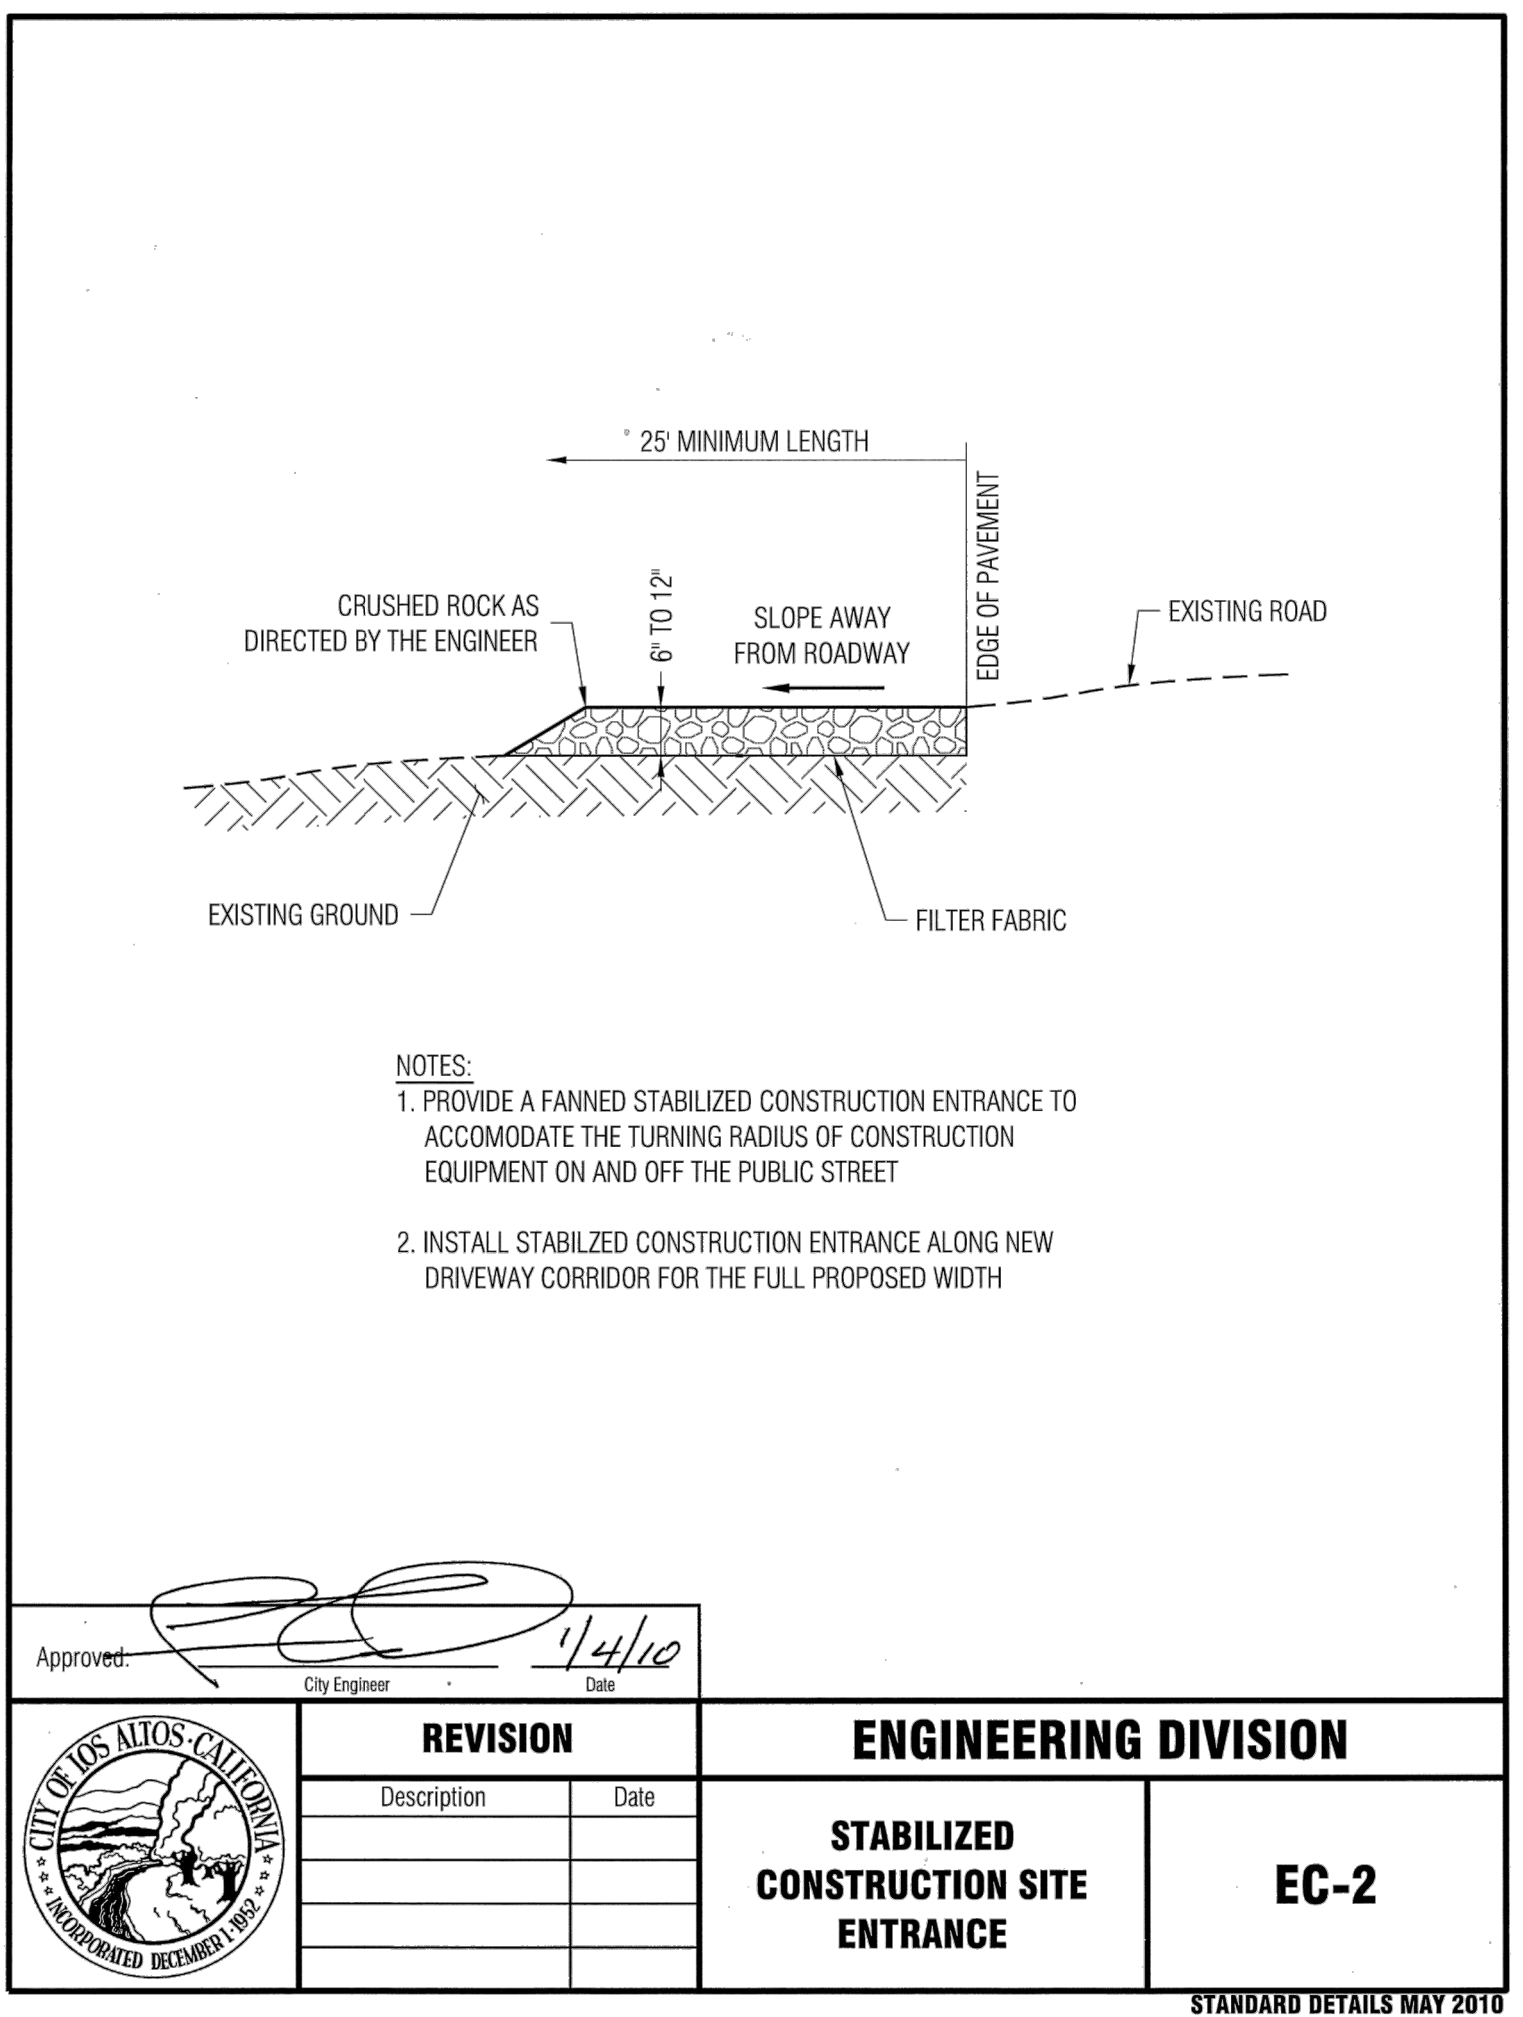 25' MINIMUM LENGTH
EDGE OF PAVEMENT
CRUSHED ROCK AS
DIRECTED BY THE ENGINEER
6" TO 12"
SLOPE AWAY
FROM ROADWAY
EXISTING ROAD
EXISTING GROUND
FILTER FABRIC
NOTES:
1. PROVIDE A FANNED STABILIZED CONSTRUCTION ENTRANCE TO
ACCOMODATE THE TURNING RADIUS OF CONSTRUCTION
EQUIPMENT ON AND OFF THE PUBLIC STREET
2. INSTALL STABILZED CONSTRUCTION ENTRANCE ALONG NEW
DRIVEWAY CORRIDOR FOR THE FULL PROPOSED WIDTH
Approved:
1/4/10
City Engineer
Date
CITY OF LOS ALTOS · CALIFORNIA
INCORPORATED DECEMBER 1·1952
REVISION
Description
Date
ENGINEERING DIVISION
STABILIZED
CONSTRUCTION SITE
ENTRANCE
EC-2
STANDARD DETAILS MAY 2010